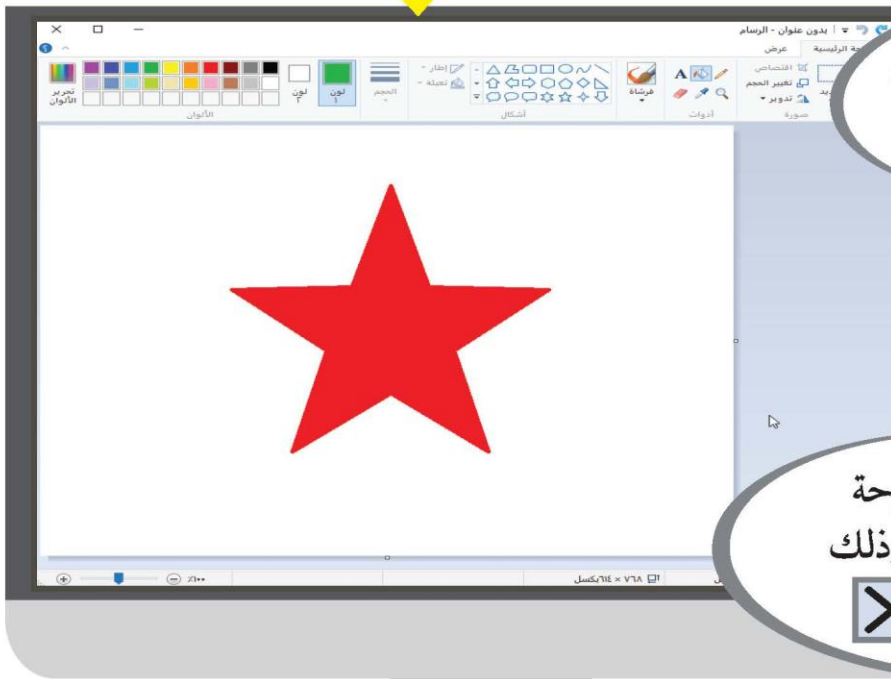 بدون عنوان - الرسام
عرض
الرئيسية
اقتصاص
تغيير الحجم
تدوير
صورة
A
أدوات
فرشاة
إطار
تعبئة
أشكال
الحجم
لون
١
لون
٢
تحرير
الألوان
الألوان
٧٦٨ × ٦١٤بكسل
١٠٠٪
ذلك